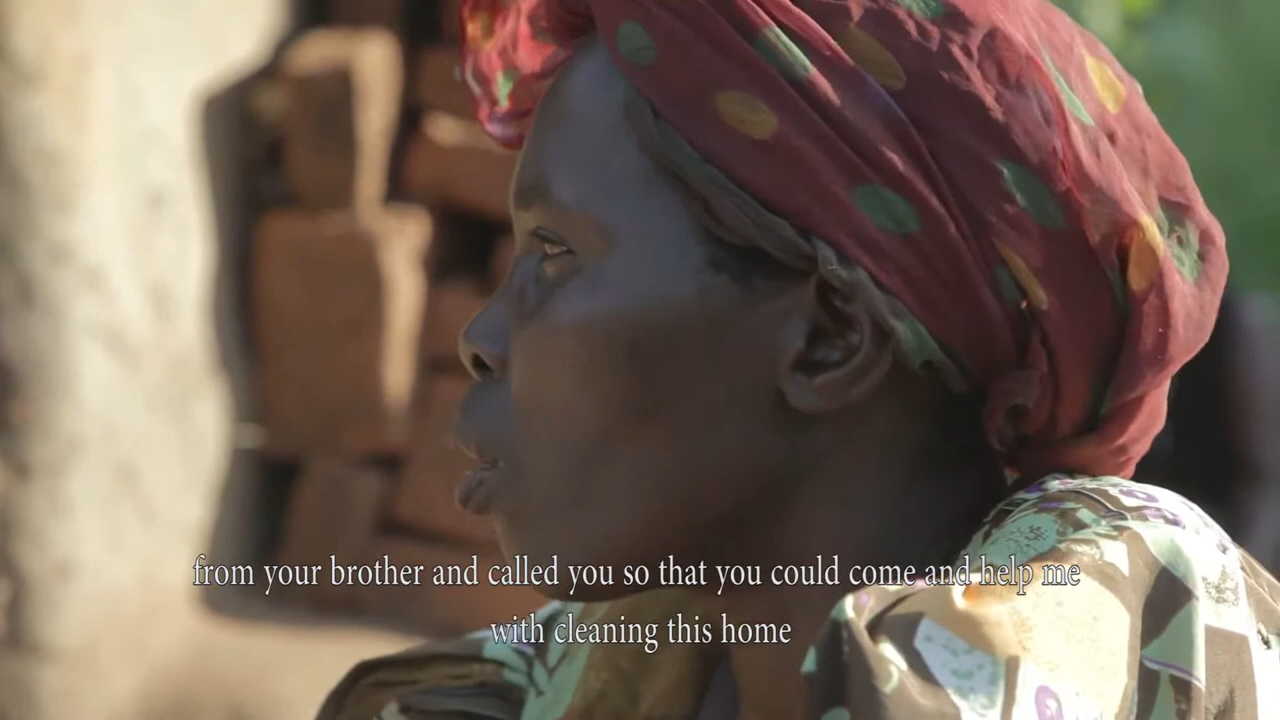 from your brother and called you so that you could come and help me
with cleaning this home